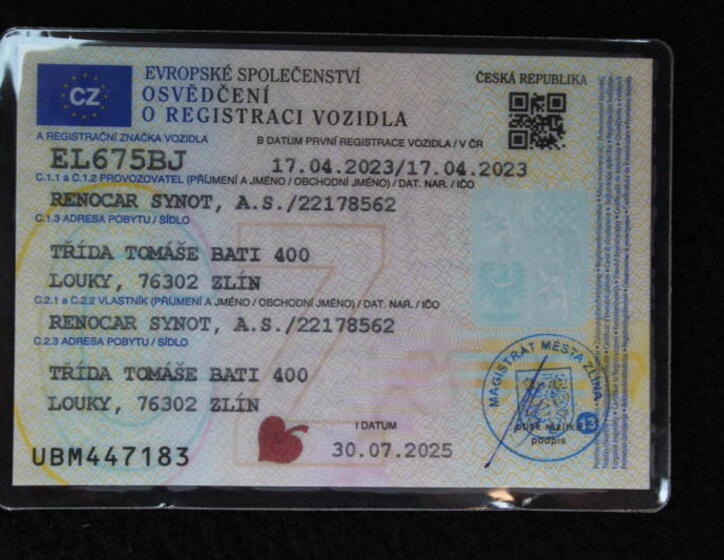 CZ
EVROPSKÉ SPOLEČENSTVÍ
OSVĚDČENÍ
O REGISTRACI VOZIDLA
ČESKÁ REPUBLIKA
A REGISTRAČNÍ ZNAČKA VOZIDLA
B DATUM PRVNÍ REGISTRACE VOZIDLA / V ČR
EL675BJ
17.04.2023/17.04.2023
C.1.1 a C.1.2 PROVOZOVATEL (PŘÍJMENÍ A JMÉNO / OBCHODNÍ JMÉNO) / DAT. NAR. / IČO
RENOCAR SYNOT, A.S./22178562
C.1.3 ADRESA POBYTU / SÍDLO
TŘÍDA TOMÁŠE BATI 400
LOUKY, 76302 ZLÍN
C.2.1 a C.2.2 VLASTNÍK (PŘÍJMENÍ A JMÉNO / OBCHODNÍ JMÉNO) / DAT. NAR. / IČO
RENOCAR SYNOT, A.S./22178562
C.2.3 ADRESA POBYTU / SÍDLO
TŘÍDA TOMÁŠE BATI 400
LOUKY, 76302 ZLÍN
I DATUM
30.07.2025
UBM447183
MAGISTRÁT MĚSTA ZLÍNA
13
otisk razítka
podpis